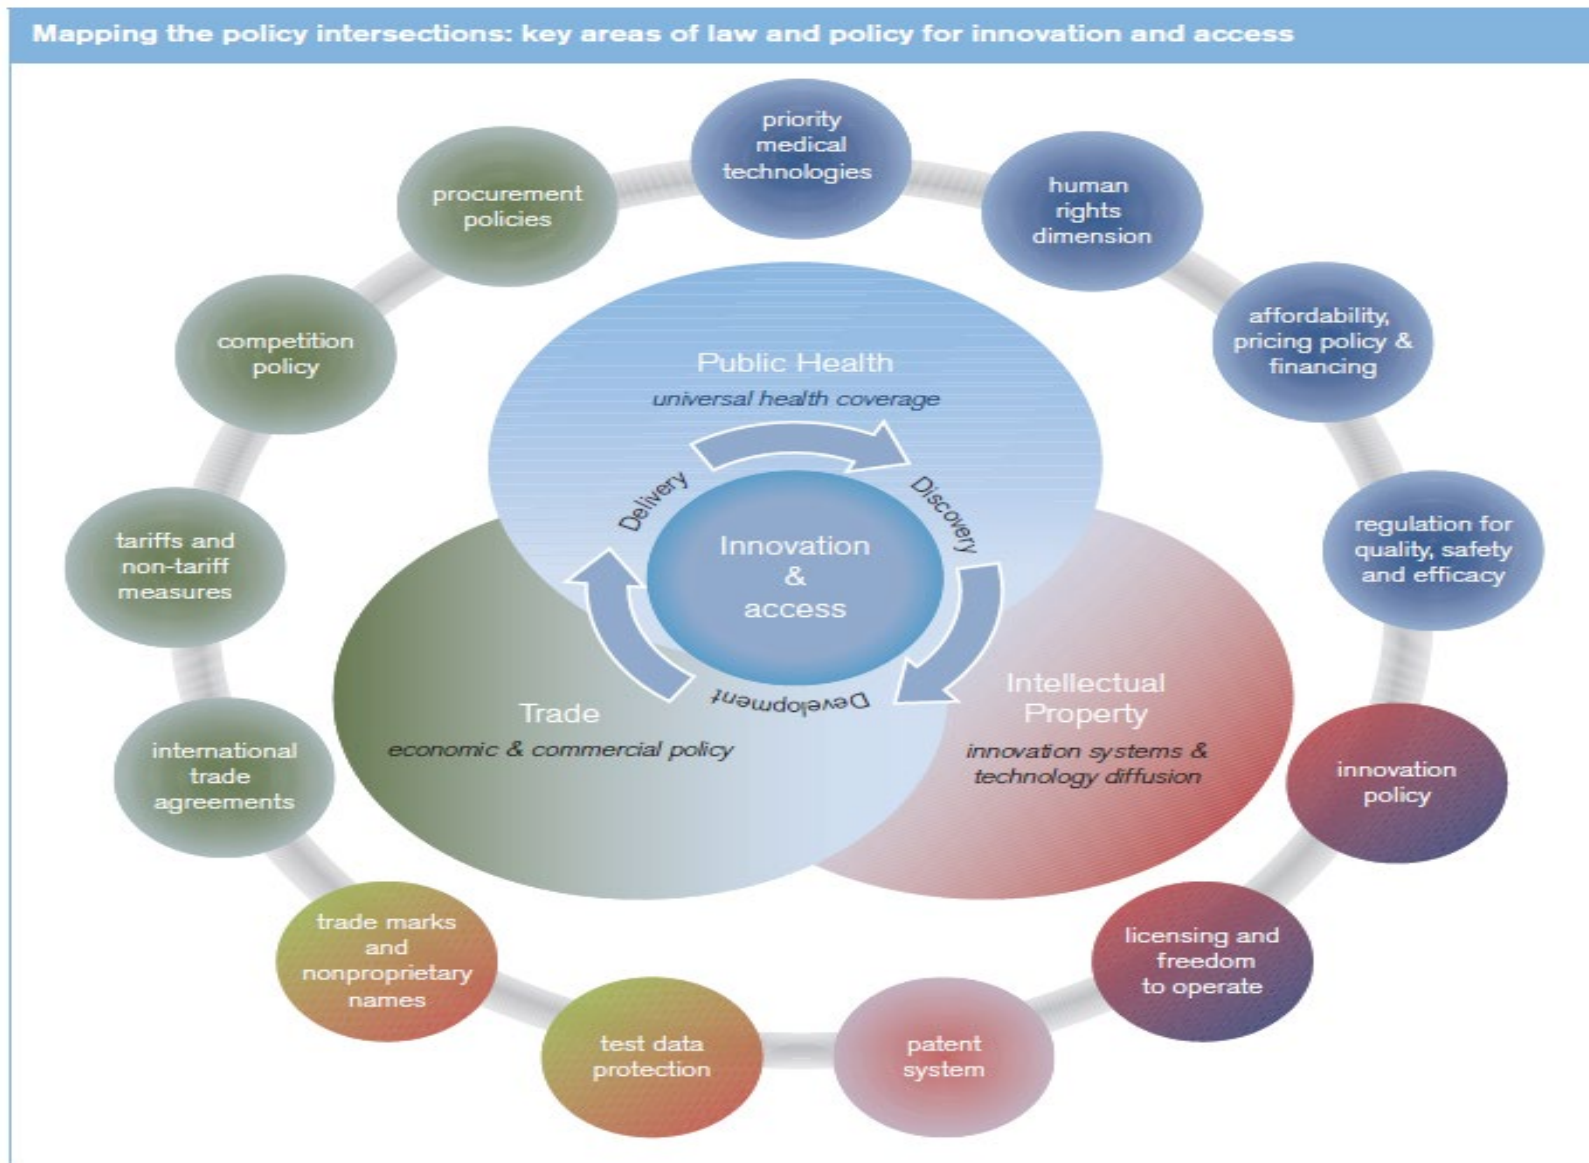 Mapping the policy intersections: key areas of law and policy for innovation and access
priority
medical
technologies
human
rights
dimension
affordability,
pricing policy &
financing
regulation for
quality, safety
and efficacy
innovation
policy
licensing and
freedom
to operate
patent
system
test data
protection
trade marks
and
nonproprietary
names
international
trade
agreements
tariffs and
non-tariff
measures
competition
policy
procurement
policies
Public Health
universal health coverage
Delivery
Discovery
Development
Innovation
&
access
Trade
economic & commercial policy
Intellectual
Property
innovation systems &
technology diffusion